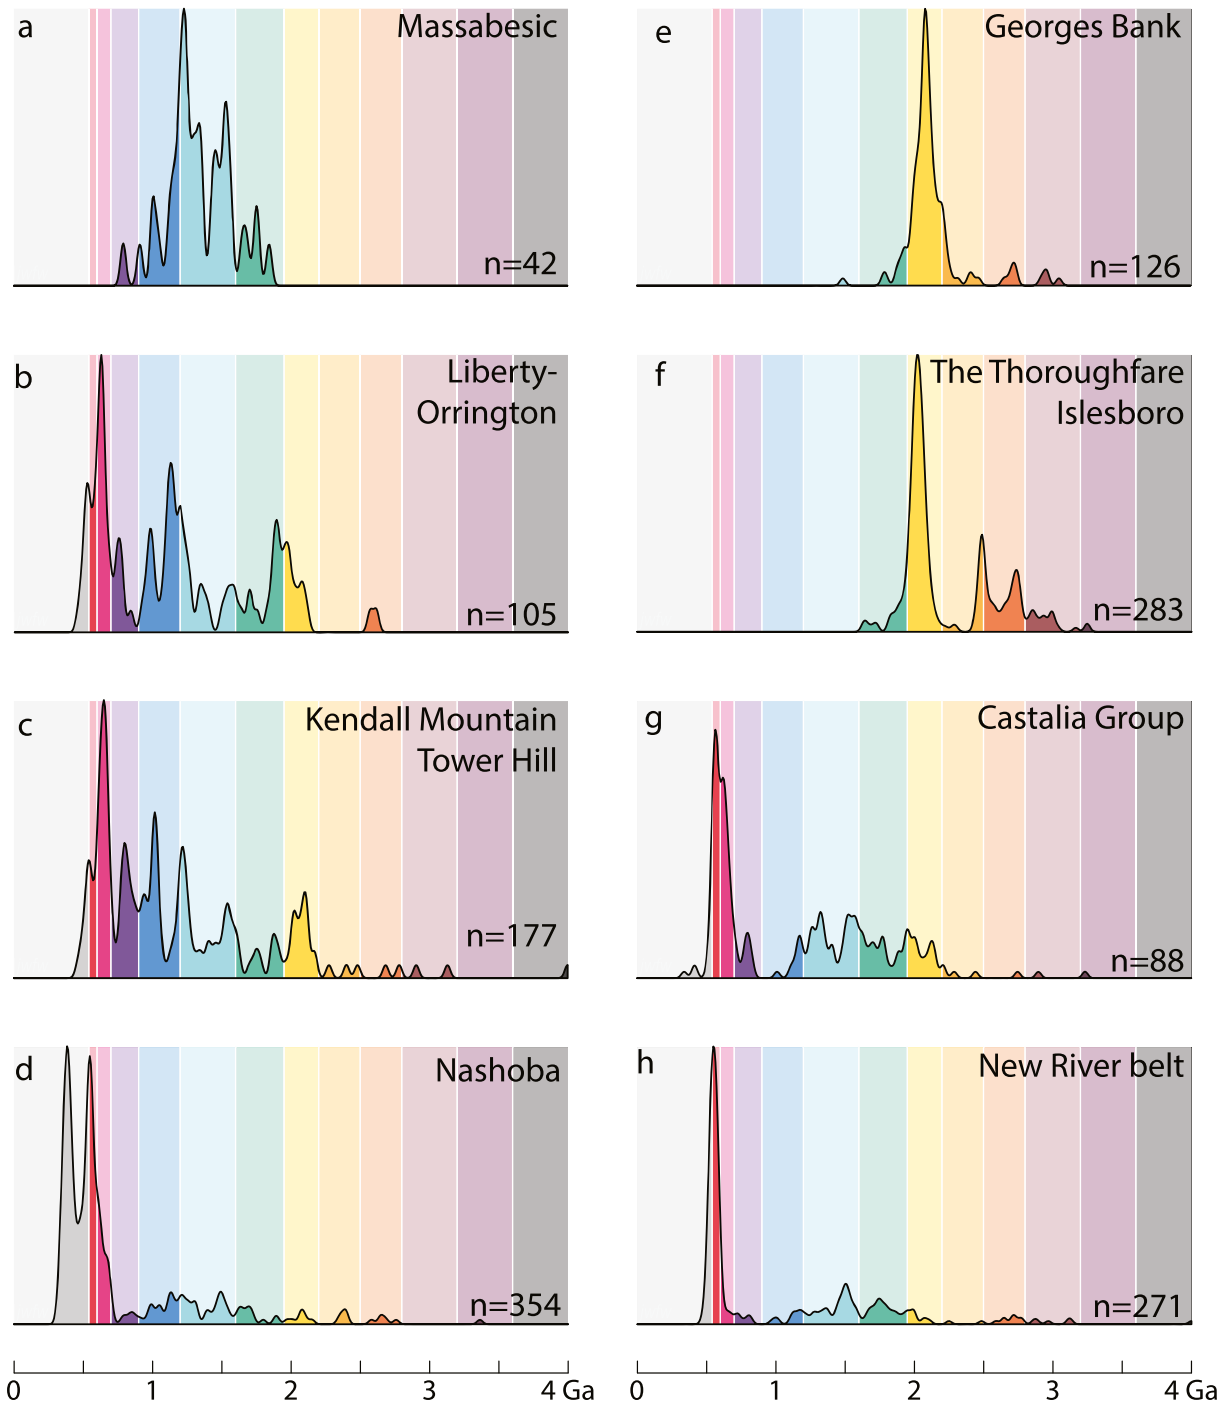 a
Massabesic
n=42
b
Liberty-
Orrington
n=105
c
Kendall Mountain
Tower Hill
n=177
d
Nashoba
n=354
0 1 2 3 4 Ga
e
Georges Bank
n=126
f
The Thoroughfare
Islesboro
n=283
g
Castalia Group
n=88
h
New River belt
n=271
0 1 2 3 4 Ga